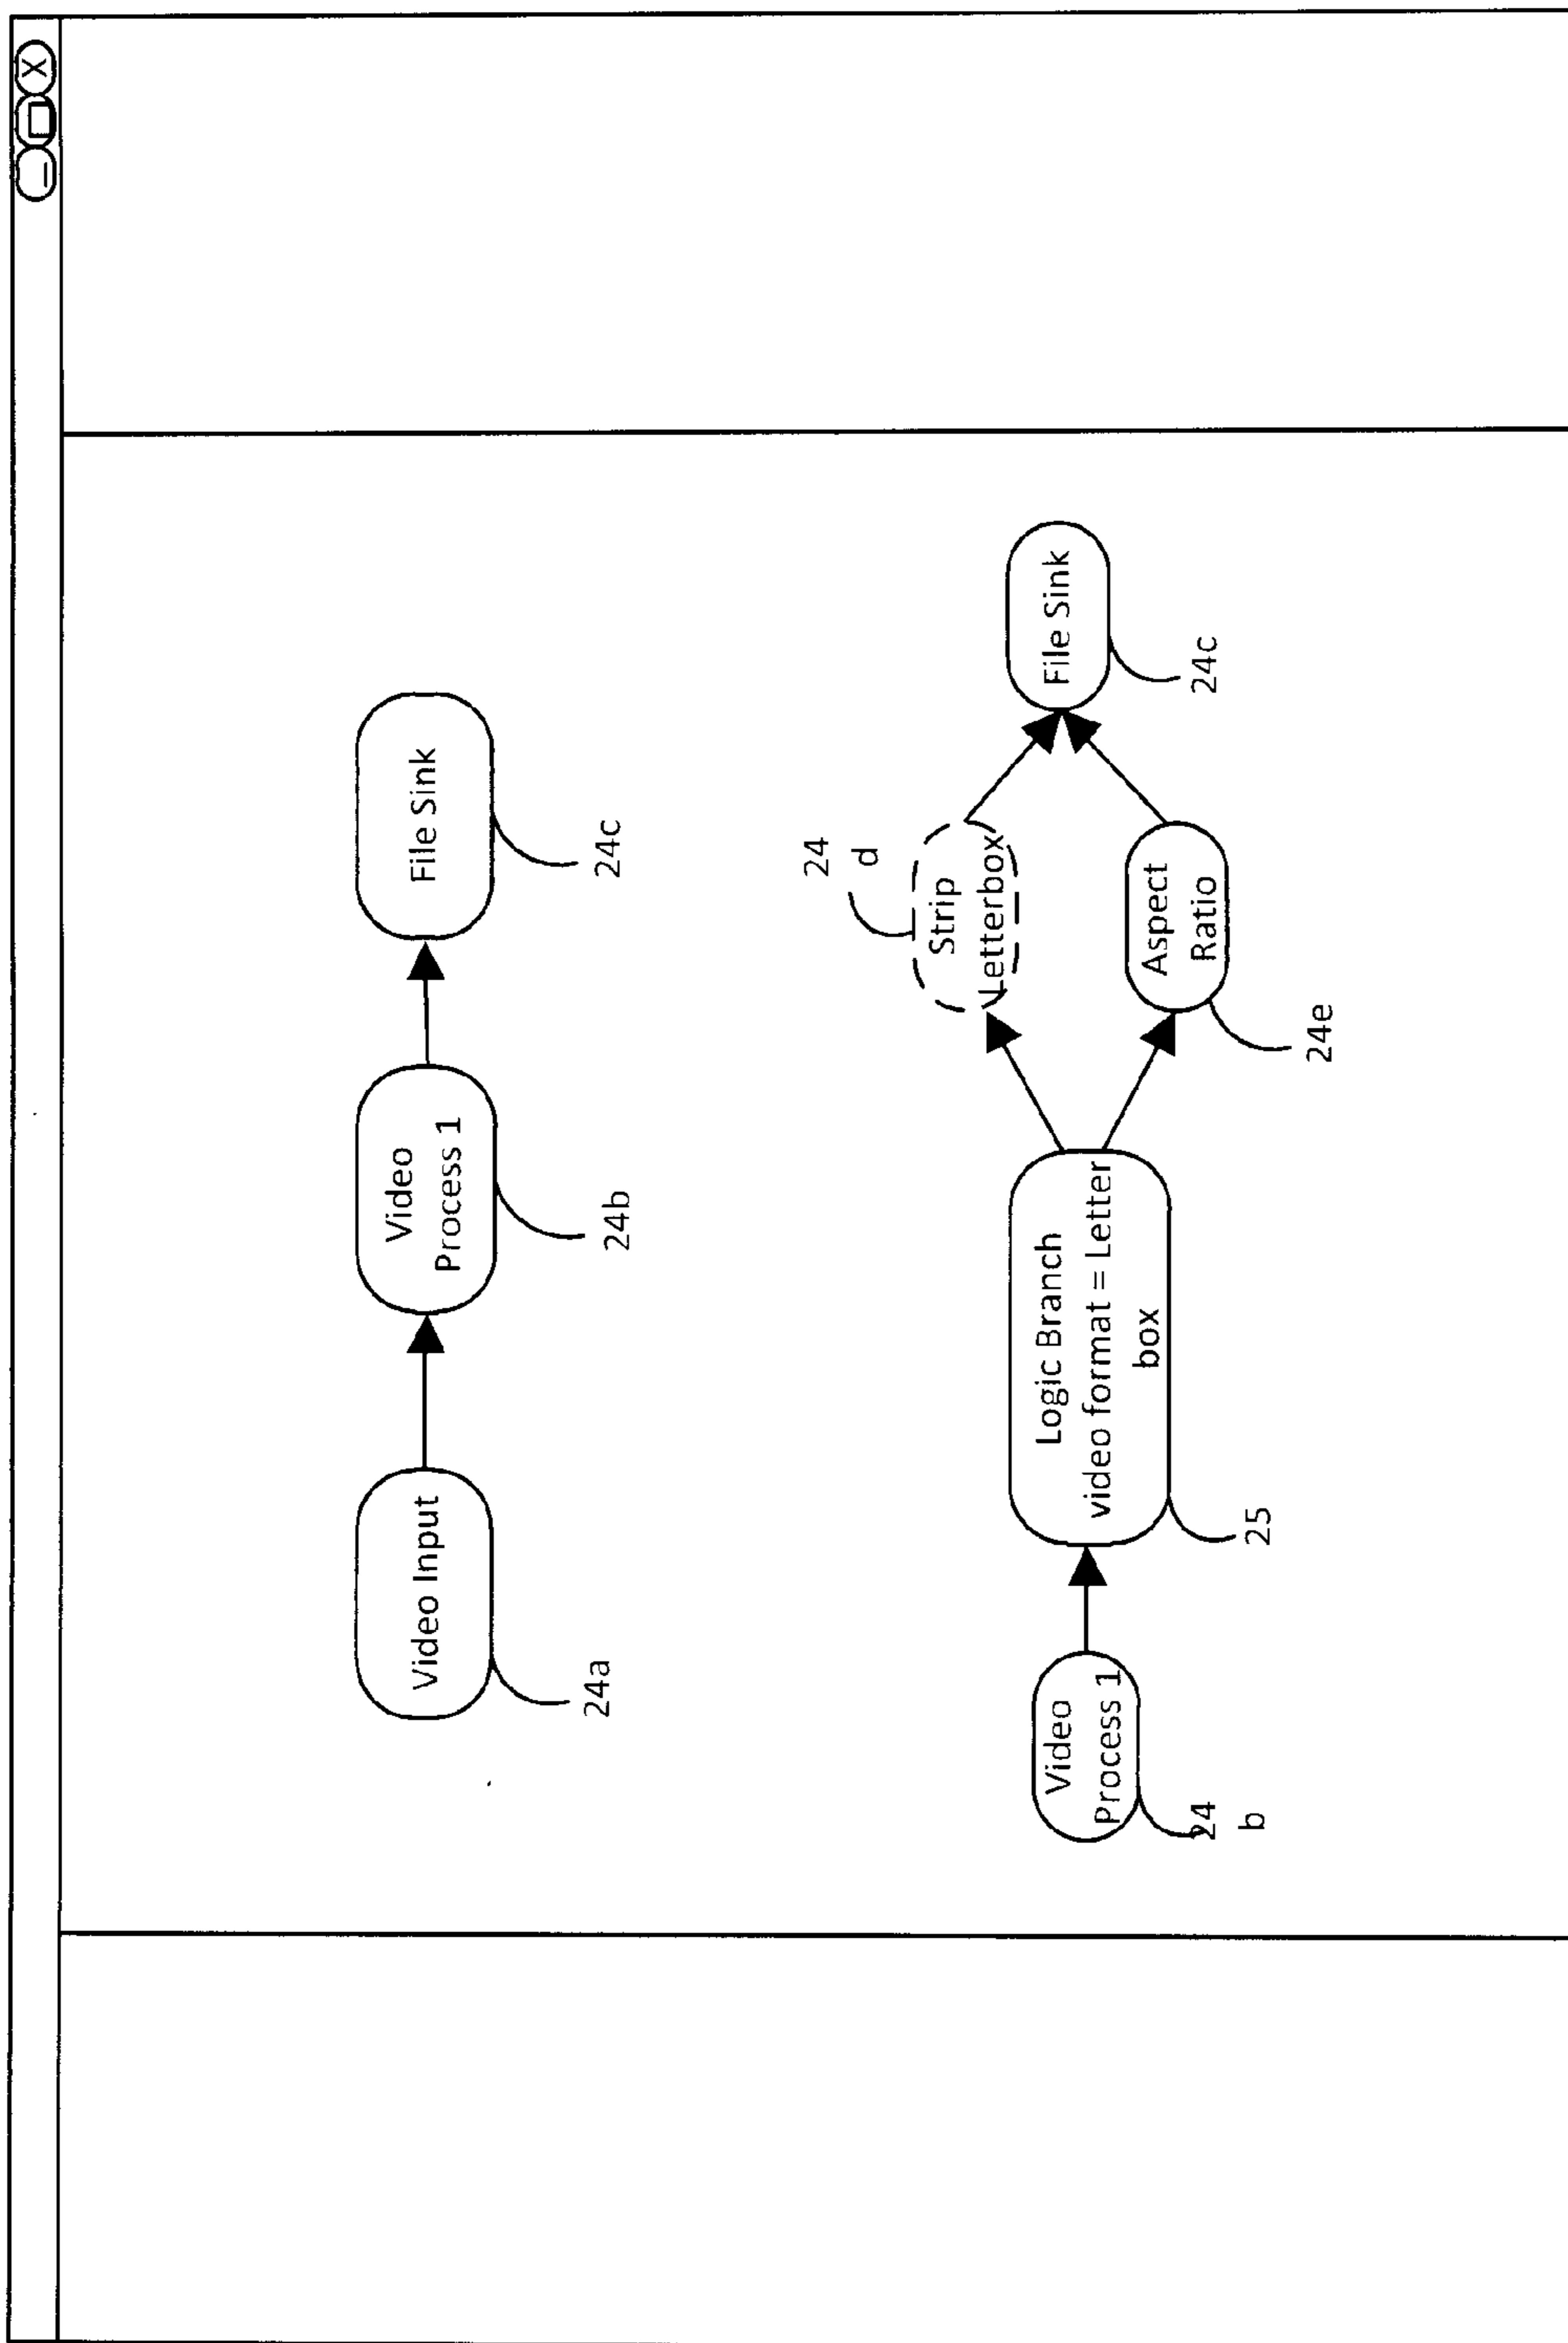 X
Video Input
24a
Video
Process 1
24b
File Sink
24c
Video
Process 1
24
b
Logic Branch
video format = Letter
box
25
24
d
Strip
Letterbox
Aspect
Ratio
24e
File Sink
24c